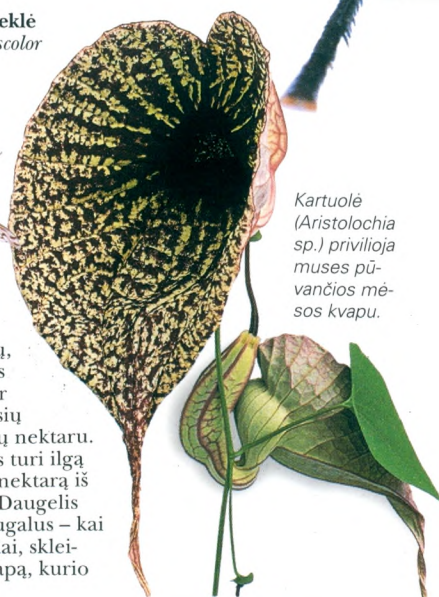 eklė
scolor
Kartuolė
(Aristolochia
sp.) privilioja
muses pū-
vančios mė-
sos kvapu.
ų,
s
r
sių
ų nektaru.
s turi ilgą
nektarą iš
Daugelis
ugalus – kai
ai, sklei-
apą, kurio